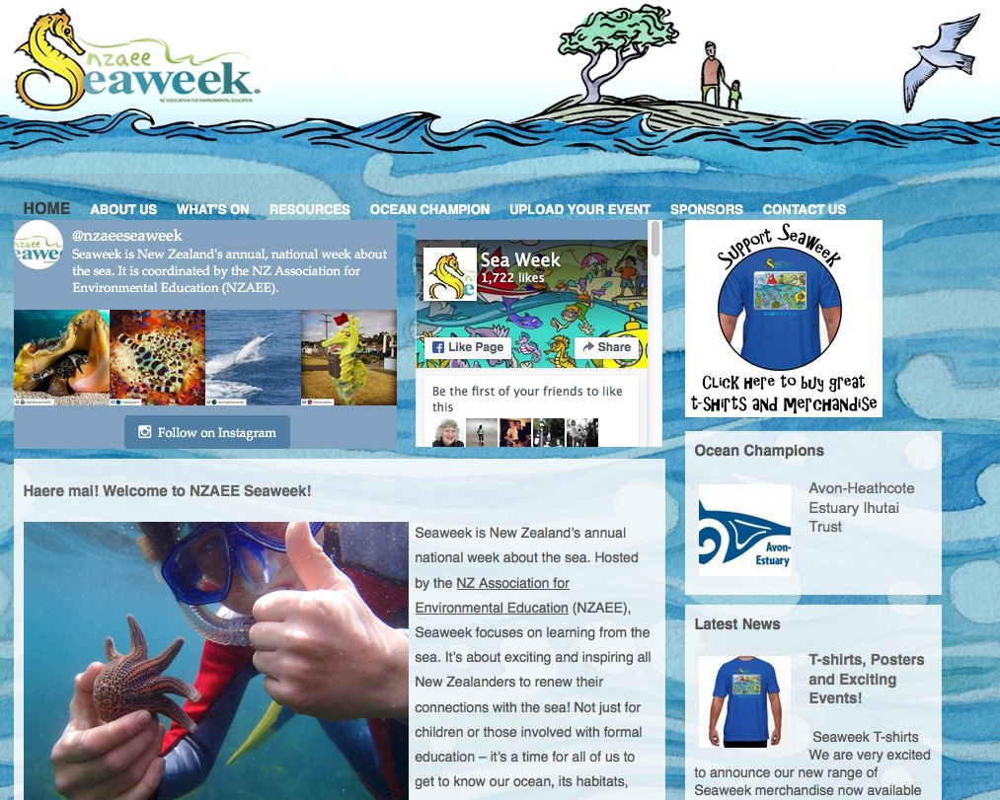 nzaee
Seaweek.
NZ ASSOCIATION FOR ENVIRONMENTAL EDUCATION
HOME ABOUT US WHAT'S ON RESOURCES OCEAN CHAMPION UPLOAD YOUR EVENT SPONSORS CONTACT US
@nzaeeseaweek
Seaweek is New Zealand's annual, national week about
the sea. It is coordinated by the NZ Association for
Environmental Education (NZAEE).
Follow on Instagram
Sea Week
1,722 likes
Like Page
Share
Be the first of your friends to like
this
Support Seaweek
Click Here to buy great
t-shirts and merchandise
Haere mai! Welcome to NZAEE Seaweek!
Seaweek is New Zealand's annual
national week about the sea. Hosted
by the NZ Association for
Environmental Education (NZAEE),
Seaweek focuses on learning from the
sea. It's about exciting and inspiring all
New Zealanders to renew their
connections with the sea! Not just for
children or those involved with formal
education – it's a time for all of us to
get to know our ocean, its habitats,
Ocean Champions
Avon-
Estuary
Avon-Heathcote
Estuary Ihutai
Trust
Latest News
T-shirts, Posters
and Exciting
Events!
Seaweek T-shirts
We are very excited
to announce our new range of
Seaweek merchandise now available